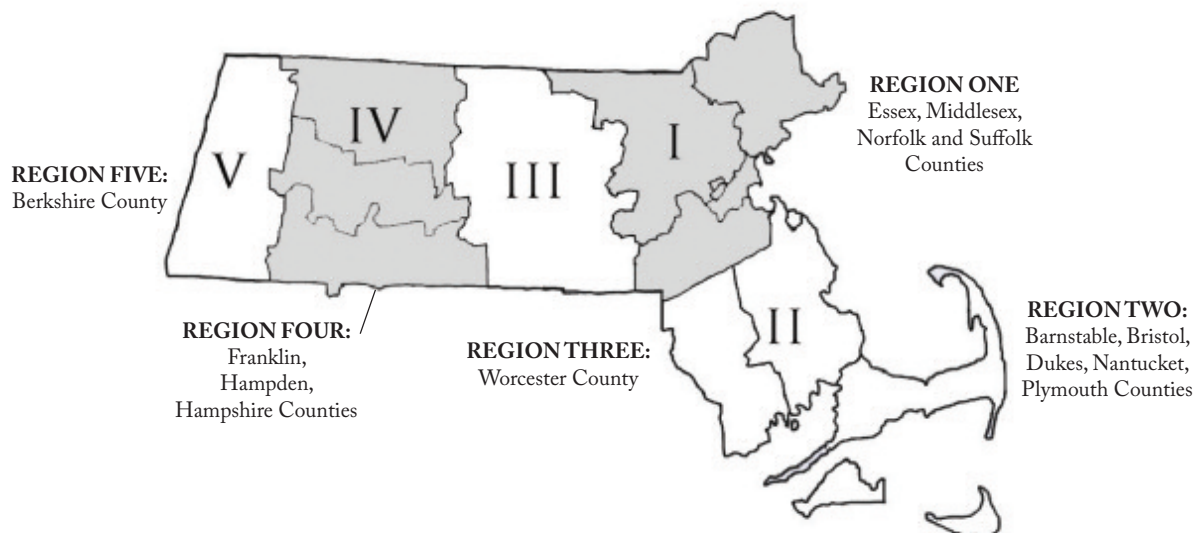 REGION ONE
Essex, Middlesex,
Norfolk and Suffolk
Counties
IV
I
V
III
REGION FIVE:
Berkshire County
II
REGION TWO:
Barnstable, Bristol,
Dukes, Nantucket,
Plymouth Counties
REGION FOUR:
Franklin,
Hampden,
Hampshire Counties
REGION THREE:
Worcester County